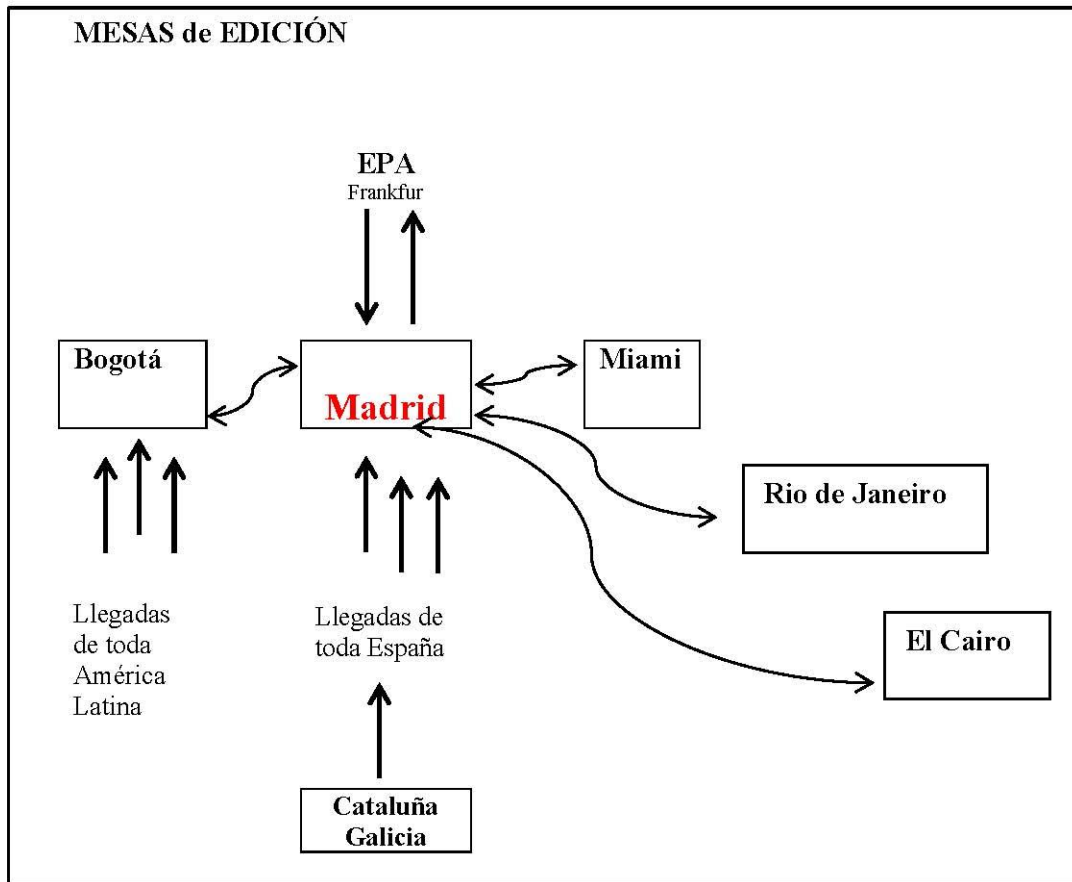 MESAS de EDICIÓN
EPA
Frankfur
Bogotá
Madrid
Miami
Rio de Janeiro
El Cairo
Llegadas
de toda
América
Latina
Llegadas de
toda España
Cataluña
Galicia